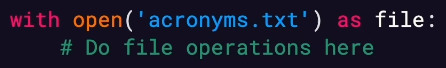 with open('acronyms.txt') as file:
    # Do file operations here